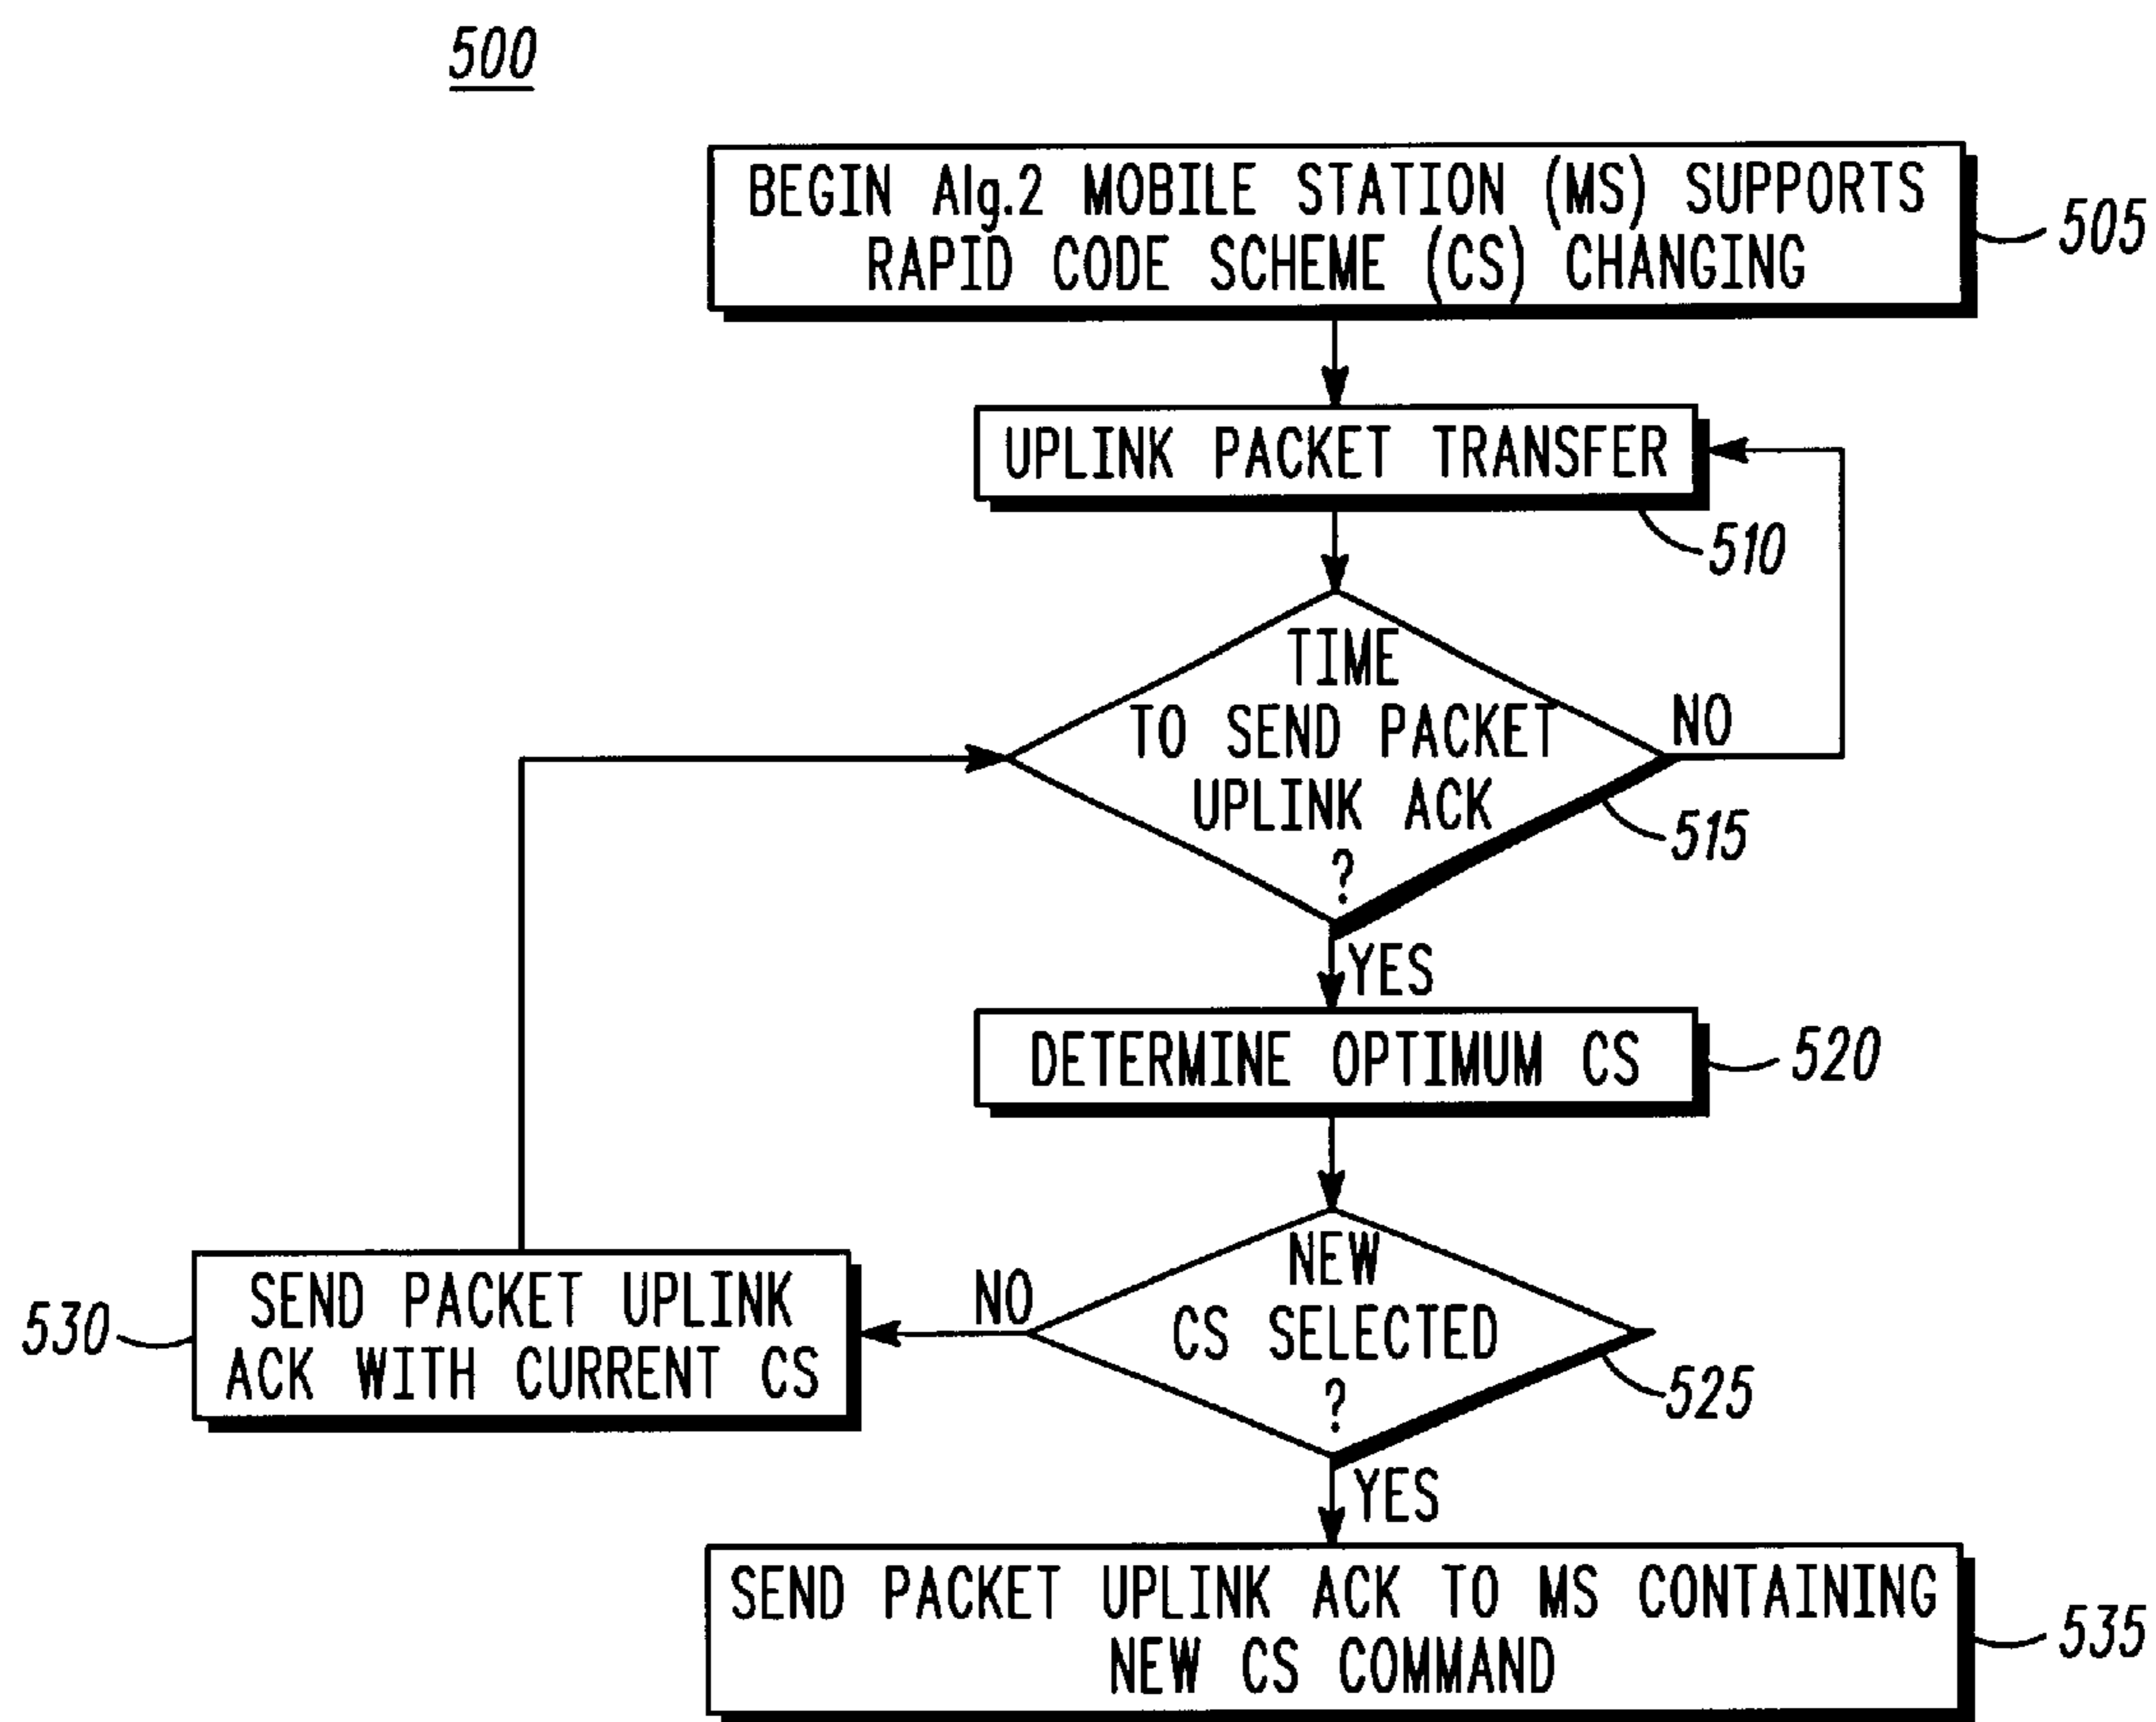 500
BEGIN Alg.2 MOBILE STATION (MS) SUPPORTS
RAPID CODE SCHEME (CS) CHANGING
505
UPLINK PACKET TRANSFER
510
TIME
TO SEND PACKET
UPLINK ACK
?
NO
515
YES
DETERMINE OPTIMUM CS
520
NEW
CS SELECTED
?
NO
525
SEND PACKET UPLINK
ACK WITH CURRENT CS
530
YES
SEND PACKET UPLINK ACK TO MS CONTAINING
NEW CS COMMAND
535